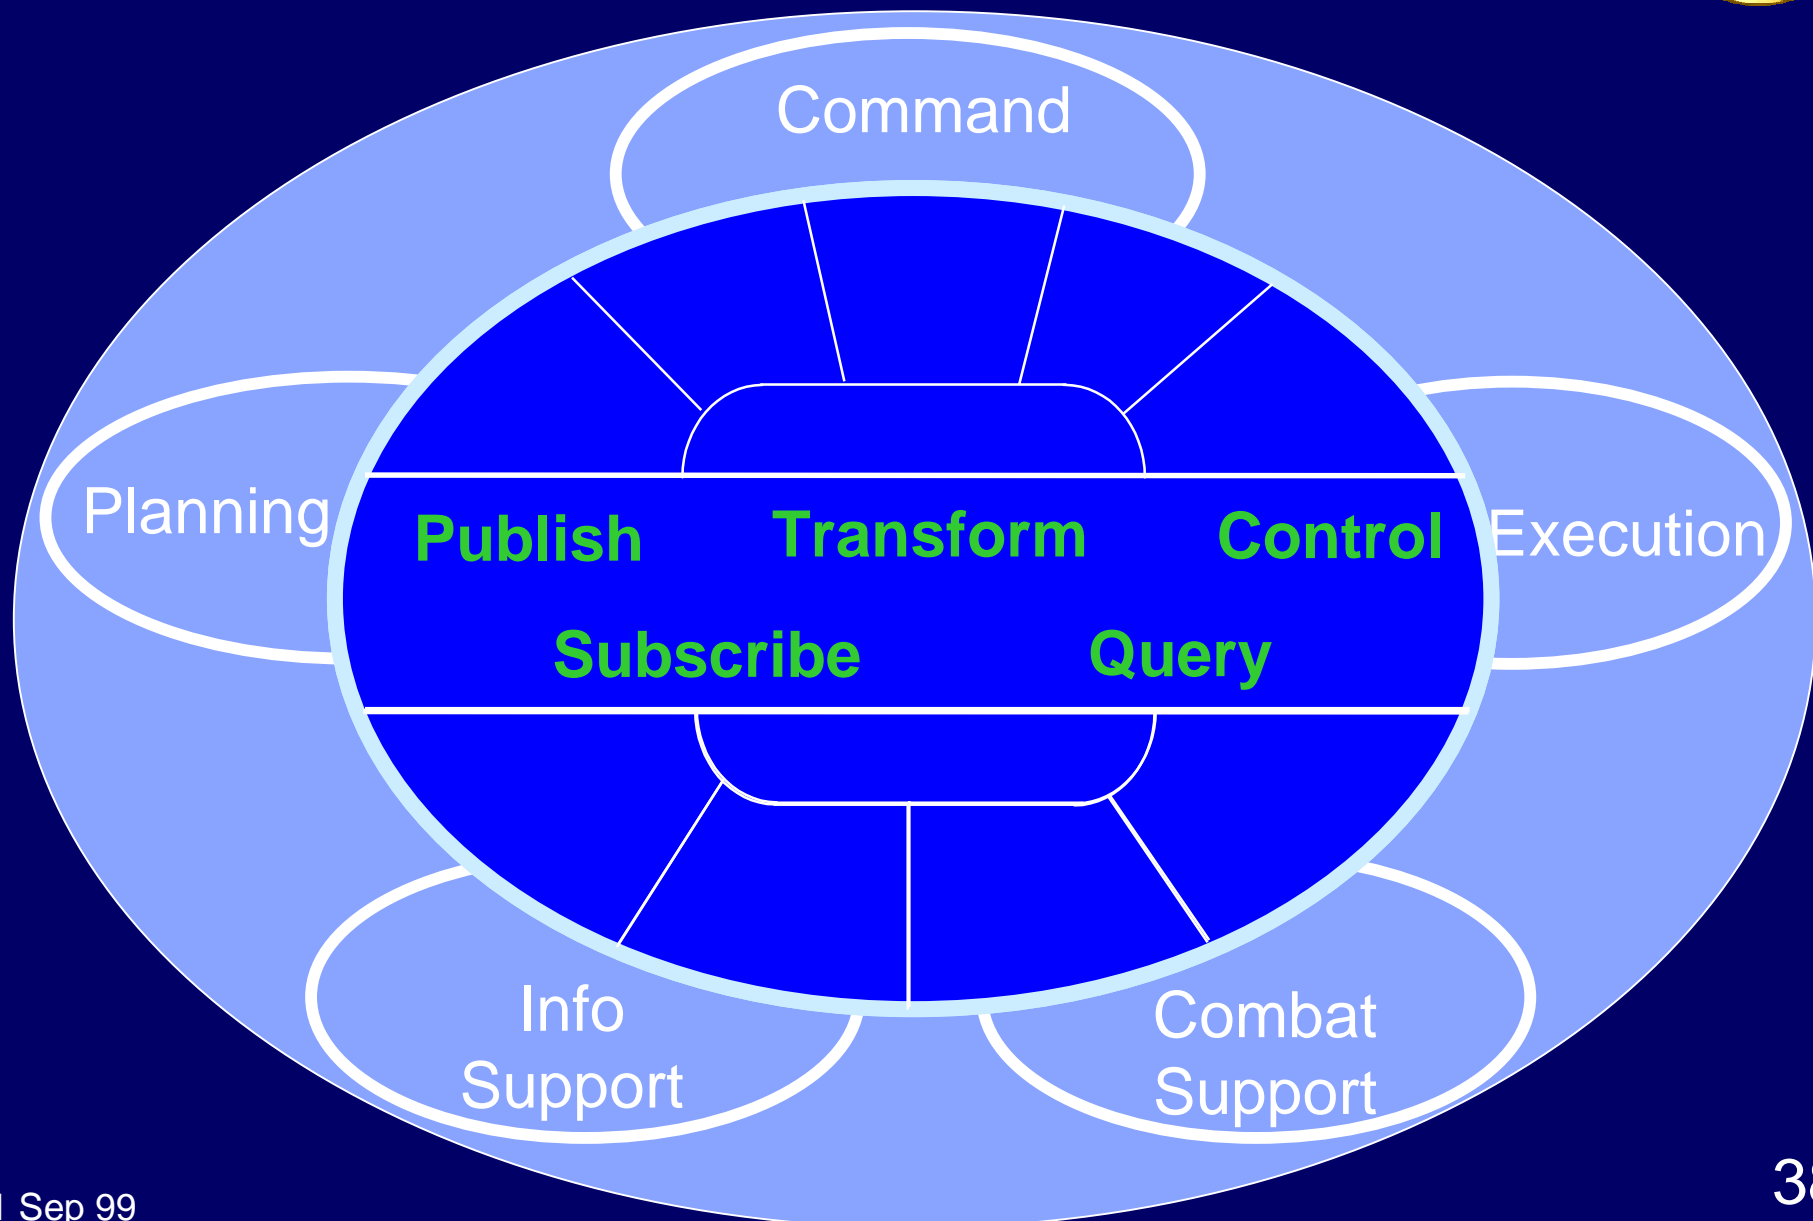 Command
Planning
Publish Transform Control
Execution
Subscribe Query
Info
Support
Combat
Support
Sep 99